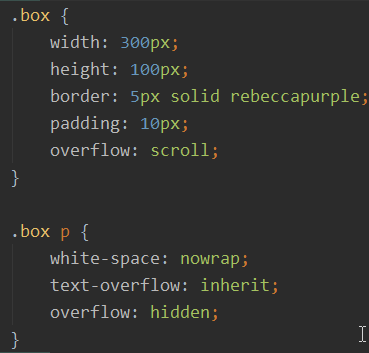 .box {
    width: 300px;
    height: 100px;
    border: 5px solid rebeccapurple;
    padding: 10px;
    overflow: scroll;
}

.box p {
    white-space: nowrap;
    text-overflow: inherit;
    overflow: hidden;
}